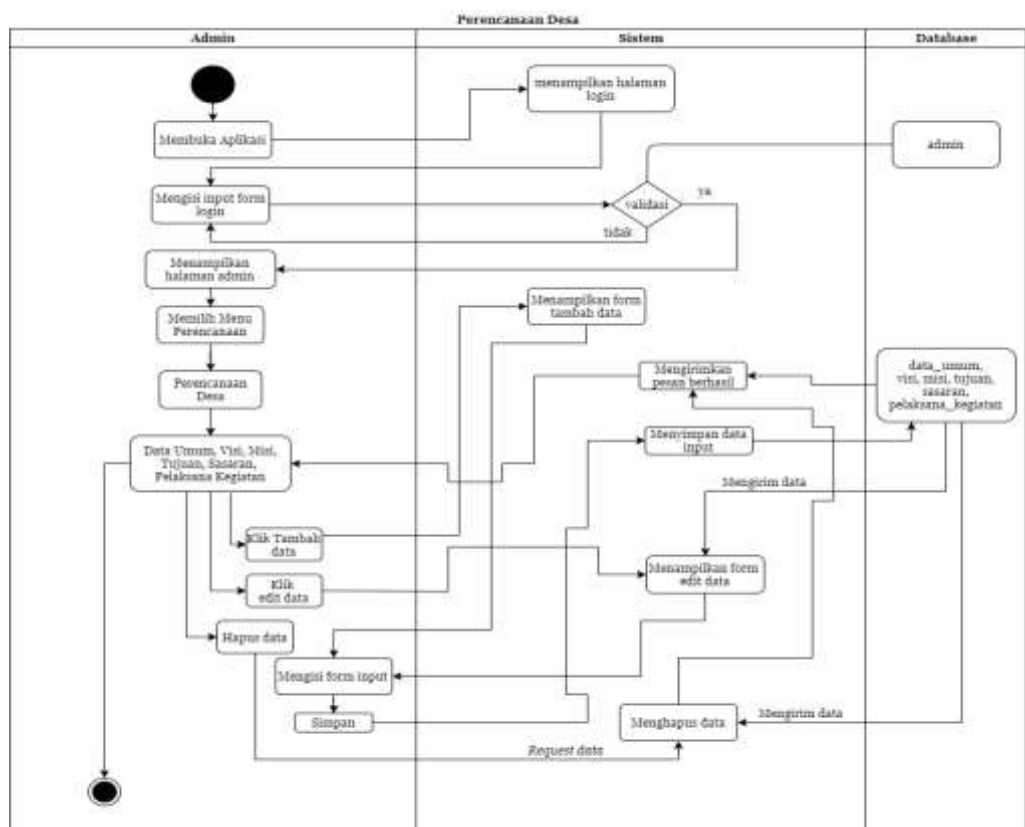 Perencanaan Desa
Admin
Sistem
Database
menampilkan halaman
login
Membuka Aplikasi
admin
Mengisi input form
login
validasi
ya
tidak
Menampilkan
halaman admin
Menampilkan form
tambah data
Memilih Menu
Perencanaan
Mengirimkan
pesan berhasil
data_umum,
visi, misi, tujuan,
sasaran,
pelaksana_kegiatan
Perencanaan
Desa
Data Umum, Visi, Misi,
Tujuan, Sasaran,
Pelaksana Kegiatan
Menyimpan data
input
Mengirim data
Klik Tambah
data
Menampilkan form
edit data
Klik
edit data
Hapus data
Mengisi form input
Simpan
Menghapus data
Mengirim data
Request data